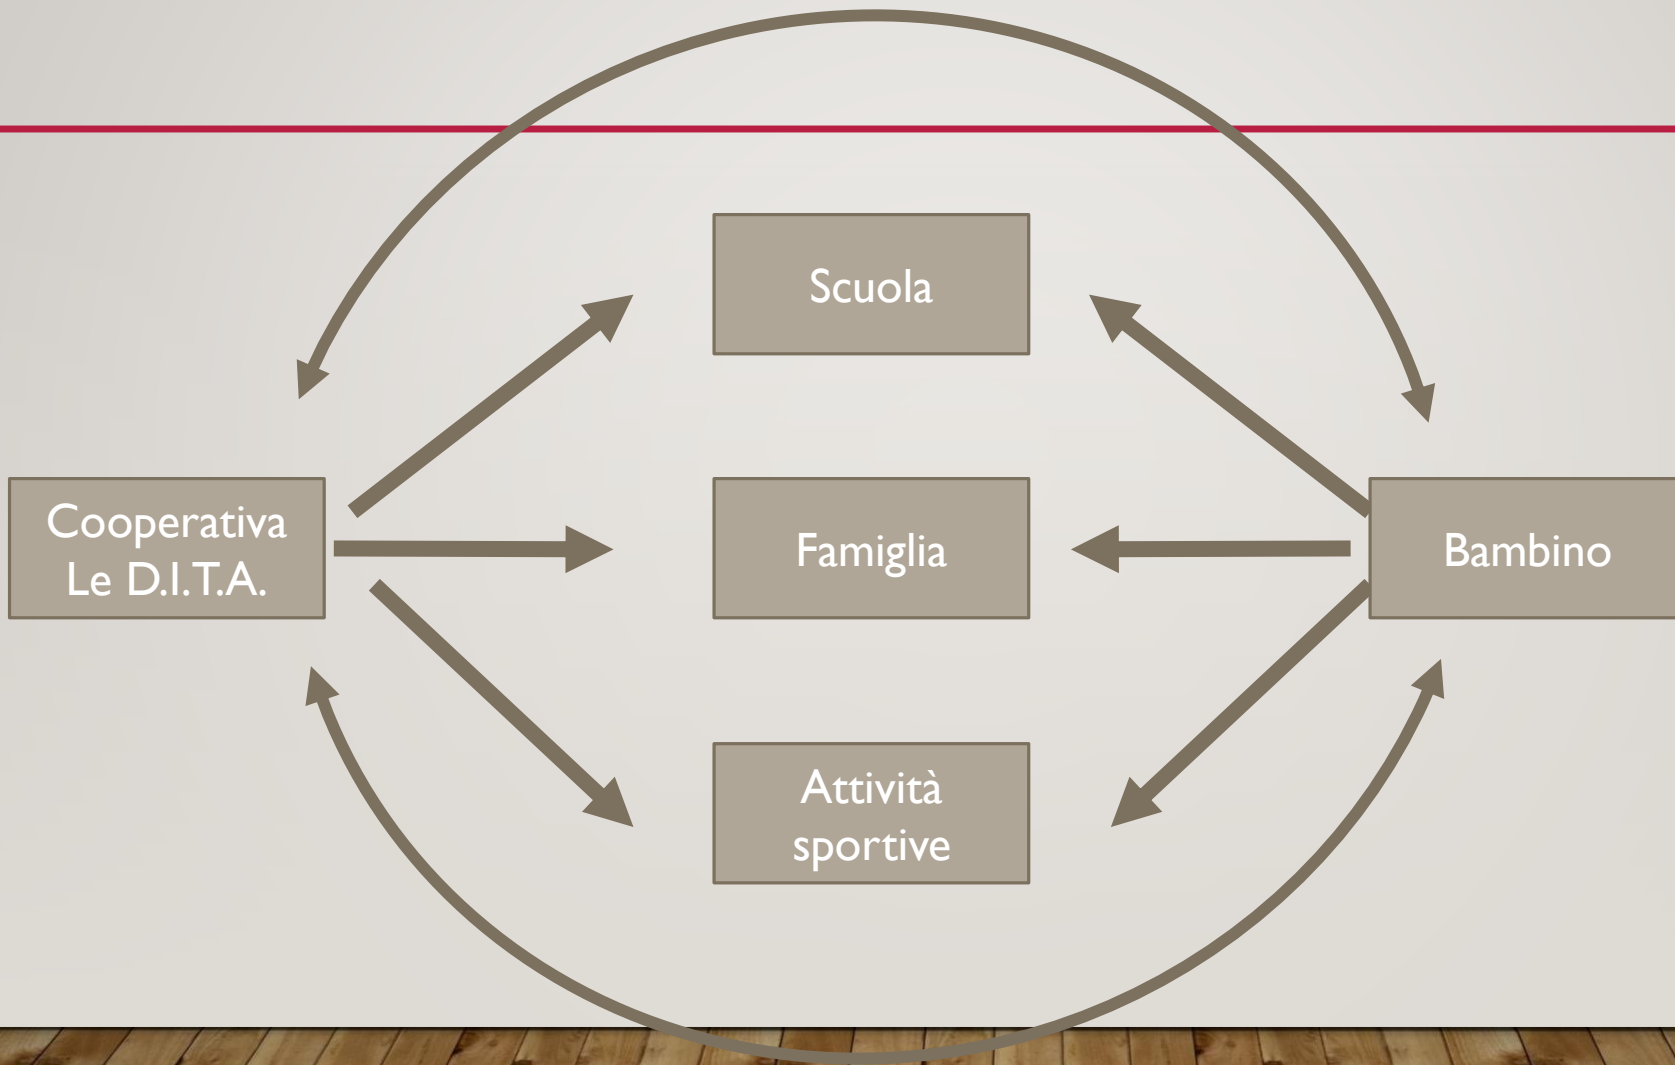 Scuola
Cooperativa
Le D.I.T.A.
Famiglia
Bambino
Attività
sportive